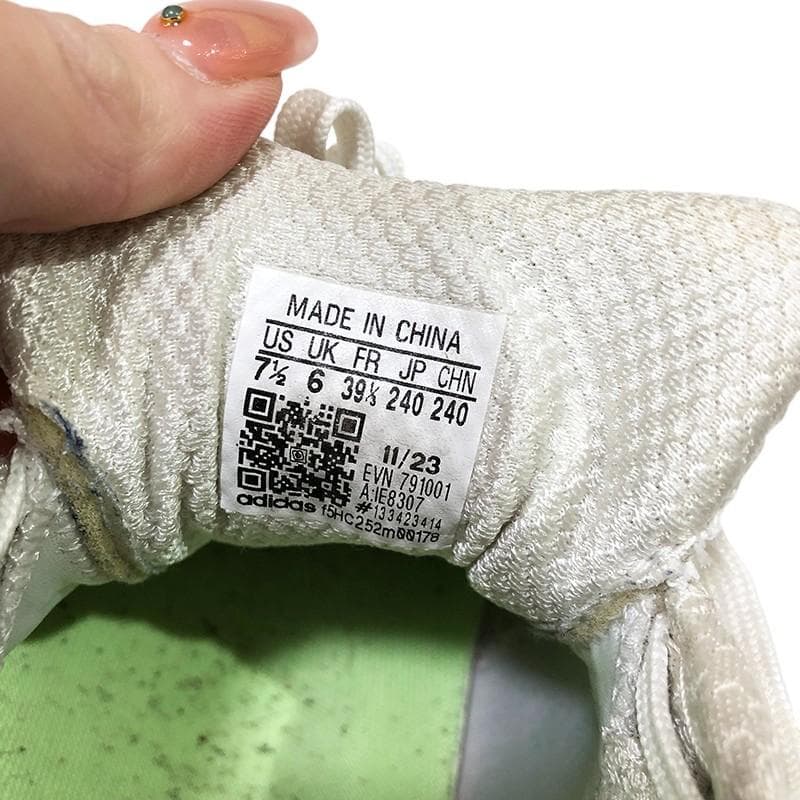 MADE IN CHINA
US UK FR JP CHN
7½ 6 39⅓ 240 240
11/23
EVN 791001
A:IE8307
#133423414
adidas f5HC252m00178